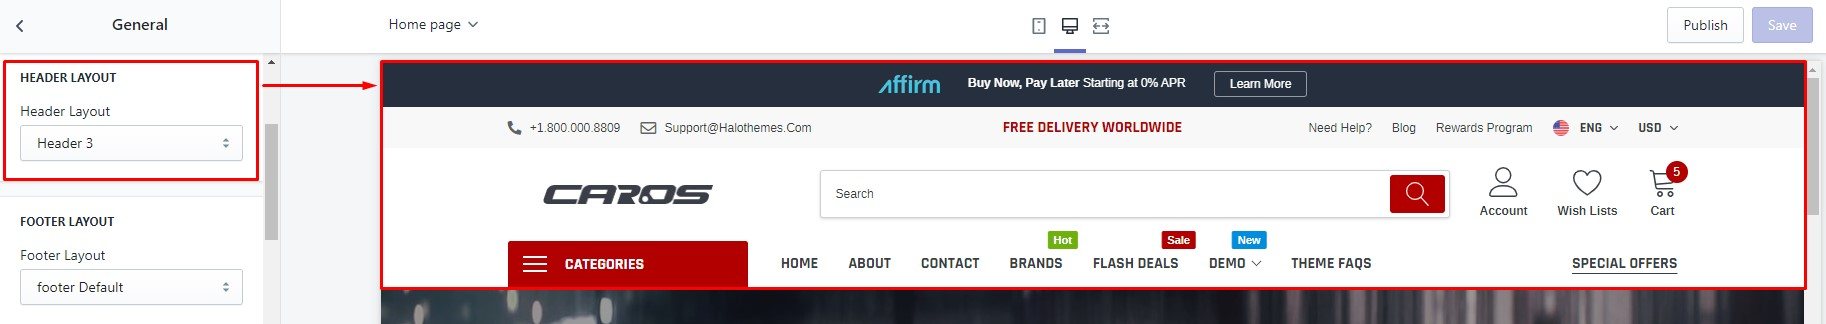 General
Home page
Publish
Save
HEADER LAYOUT
Header Layout
Header 3
FOOTER LAYOUT
Footer Layout
footer Default
affirm Buy Now, Pay Later Starting at 0% APR Learn More
+1.800.000.8809 Support@Halothemes.Com FREE DELIVERY WORLDWIDE Need Help? Blog Rewards Program ENG USD
CAROS Search Account Wish Lists 5 Cart
Hot Sale New
CATEGORIES HOME ABOUT CONTACT BRANDS FLASH DEALS DEMO THEME FAQS SPECIAL OFFERS